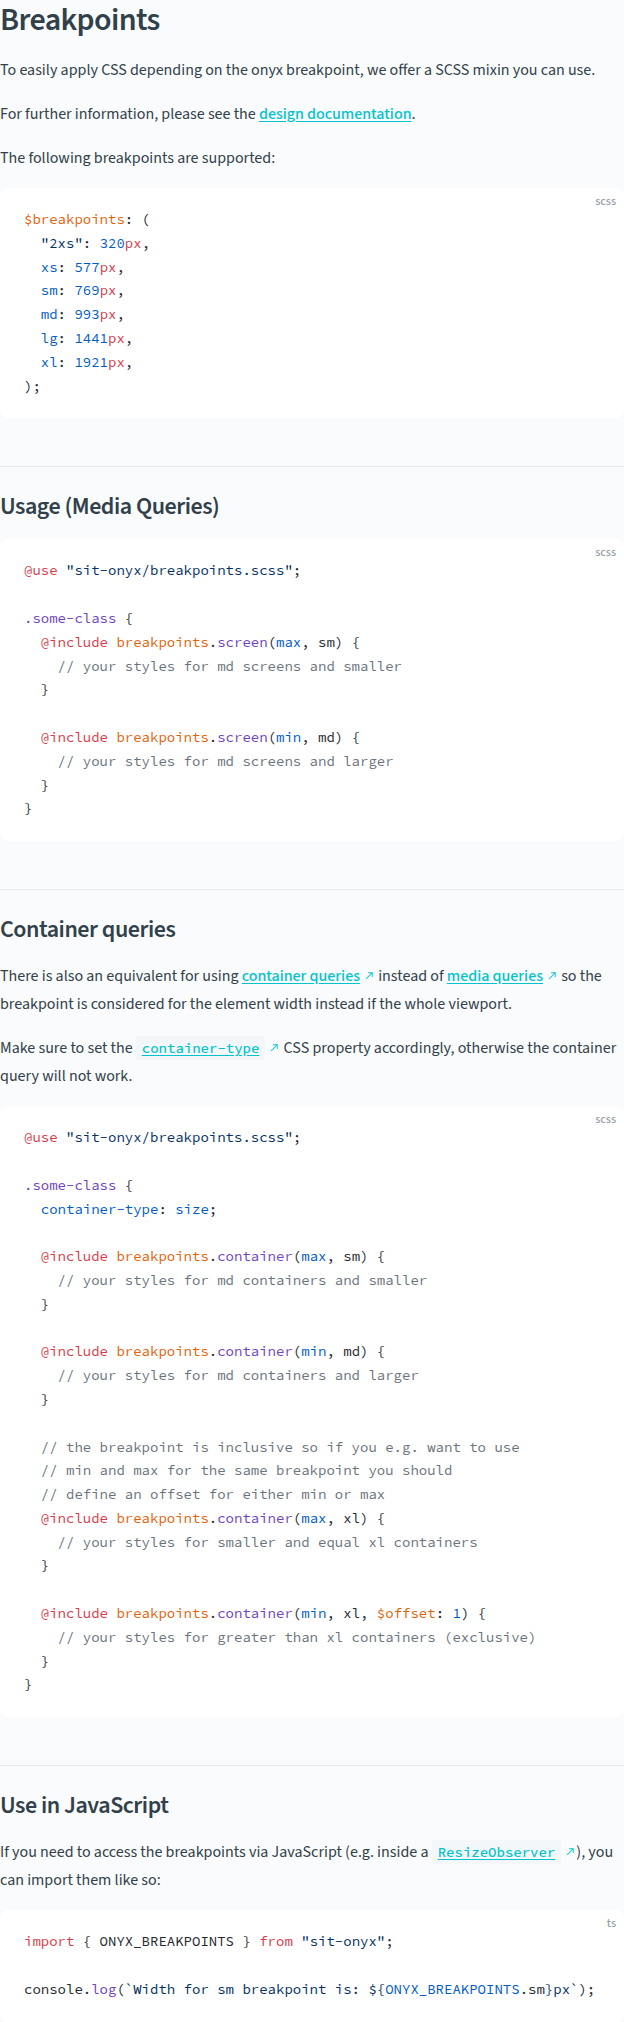 Breakpoints
To easily apply CSS depending on the onyx breakpoint, we offer a SCSS mixin you can use.
For further information, please see the design documentation.
The following breakpoints are supported:
scss
$breakpoints: (
  "2xs": 320px,
  xs: 577px,
  sm: 769px,
  md: 993px,
  lg: 1441px,
  xl: 1921px,
);
Usage (Media Queries)
scss
@use "sit-onyx/breakpoints.scss";
.some-class {
  @include breakpoints.screen(max, sm) {
    // your styles for md screens and smaller
  }
  @include breakpoints.screen(min, md) {
    // your styles for md screens and larger
  }
}
Container queries
There is also an equivalent for using container queries ↗ instead of media queries ↗ so the
breakpoint is considered for the element width instead if the whole viewport.
Make sure to set the container-type ↗ CSS property accordingly, otherwise the container
query will not work.
scss
@use "sit-onyx/breakpoints.scss";
.some-class {
  container-type: size;
  @include breakpoints.container(max, sm) {
    // your styles for md containers and smaller
  }
  @include breakpoints.container(min, md) {
    // your styles for md containers and larger
  }
  // the breakpoint is inclusive so if you e.g. want to use
  // min and max for the same breakpoint you should
  // define an offset for either min or max
  @include breakpoints.container(max, xl) {
    // your styles for smaller and equal xl containers
  }
  @include breakpoints.container(min, xl, $offset: 1) {
    // your styles for greater than xl containers (exclusive)
  }
}
Use in JavaScript
If you need to access the breakpoints via JavaScript (e.g. inside a ResizeObserver ↗), you
can import them like so:
ts
import { ONYX_BREAKPOINTS } from "sit-onyx";
console.log(`Width for sm breakpoint is: ${ONYX_BREAKPOINTS.sm}px`);